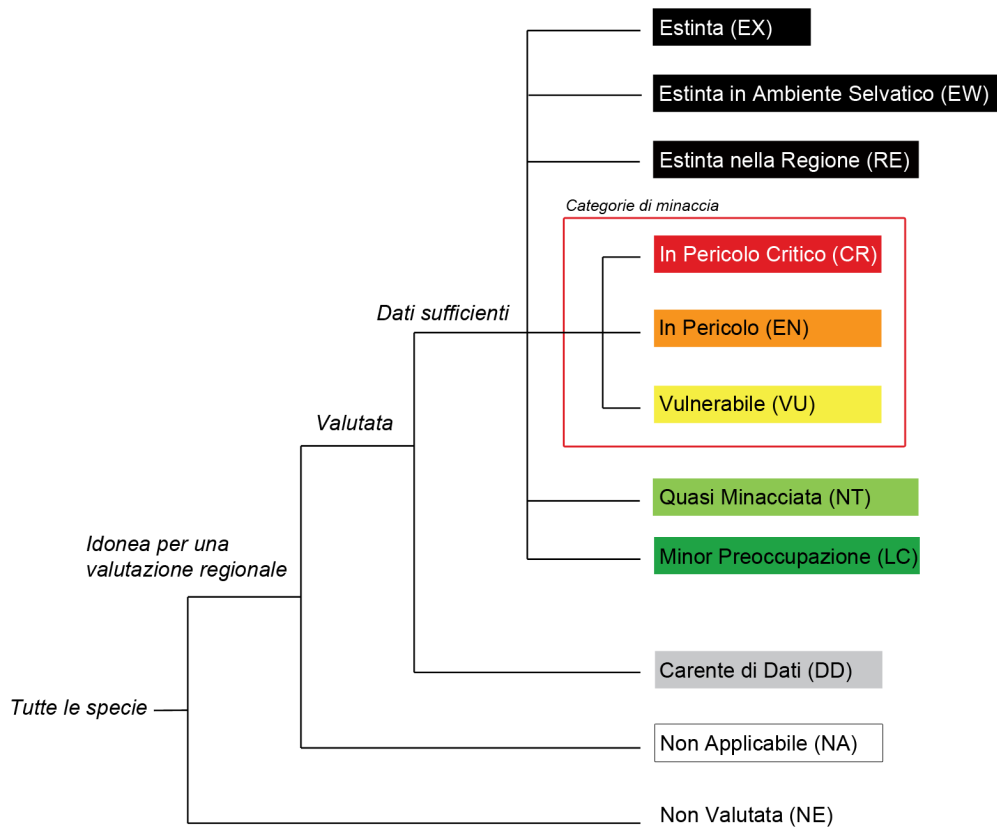 Estinta (EX)
Estinta in Ambiente Selvatico (EW)
Estinta nella Regione (RE)
Categorie di minaccia
In Pericolo Critico (CR)
Dati sufficienti
In Pericolo (EN)
Vulnerabile (VU)
Valutata
Quasi Minacciata (NT)
Idonea per una
valutazione regionale
Minor Preoccupazione (LC)
Carente di Dati (DD)
Tutte le specie
Non Applicabile (NA)
Non Valutata (NE)